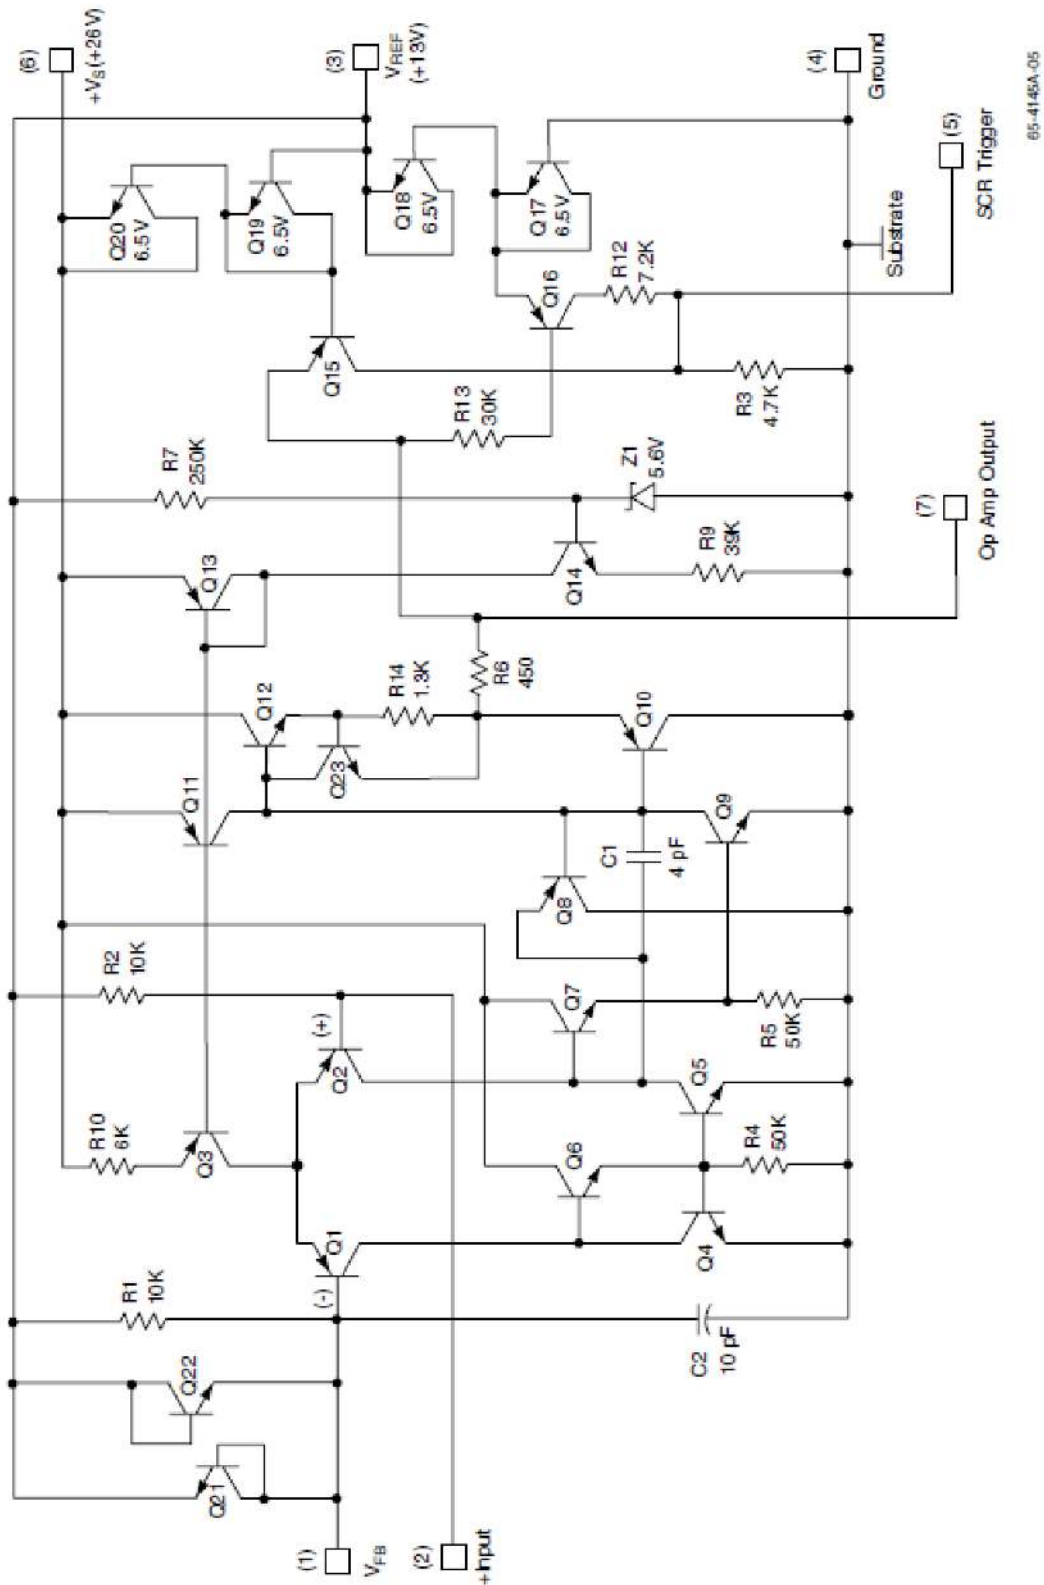 (6)
+VS(+26V)
(3)
VREF
(+13V)
(4)
Ground
(5)
SCR Trigger
65-4145A-05
Q20
6.5V
Q19
6.5V
Q18
6.5V
Q17
6.5V
Substrate
R12
7.2K
Q16
Q15
R13
30K
R3
4.7K
R7
250K
Z1
5.6V
(7)
Op Amp Output
Q13
Q14
R9
39K
R6
450
Q12
R14
1.3K
Q23
Q10
Q11
C1
4 pF
Q9
Q8
R2
10K
(+)
Q2
Q7
R5
50K
Q5
R10
6K
Q3
Q6
R4
50K
Q1
(-)
Q4
R1
10K
C2
10 pF
Q22
Q21
(1)
VFB
(2)
+Input